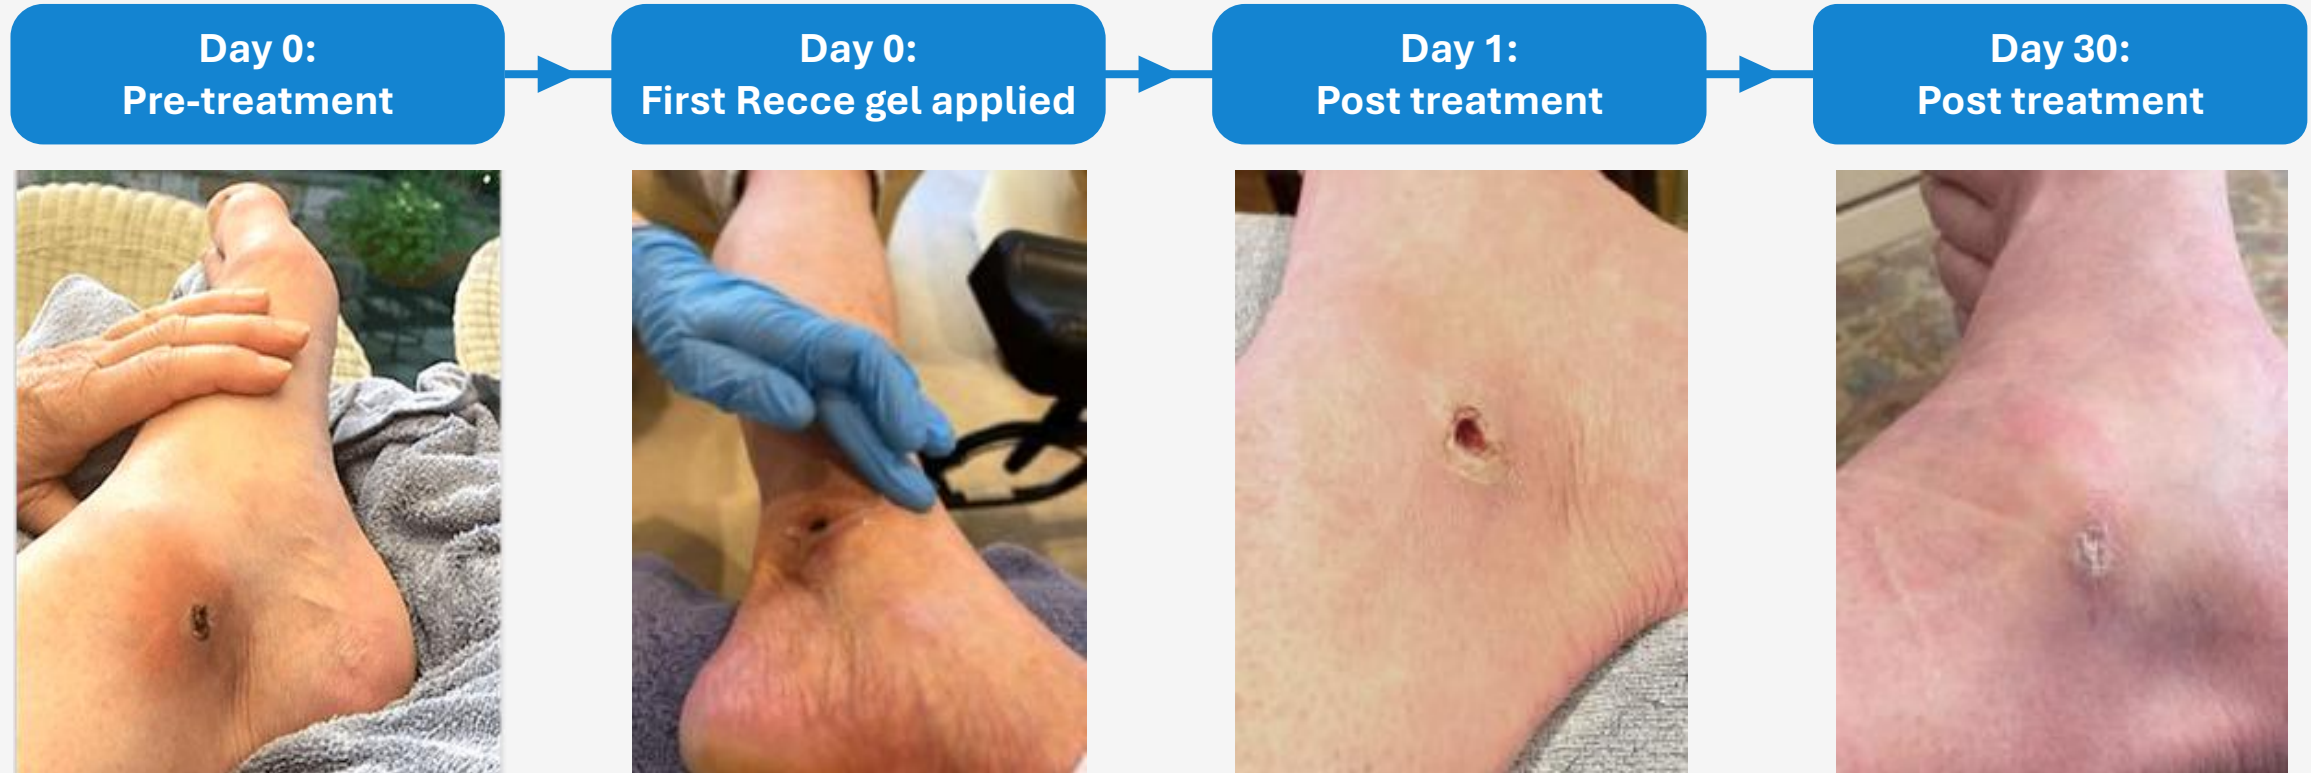 Day 0:
Pre-treatment
Day 0:
First Recce gel applied
Day 1:
Post treatment
Day 30:
Post treatment